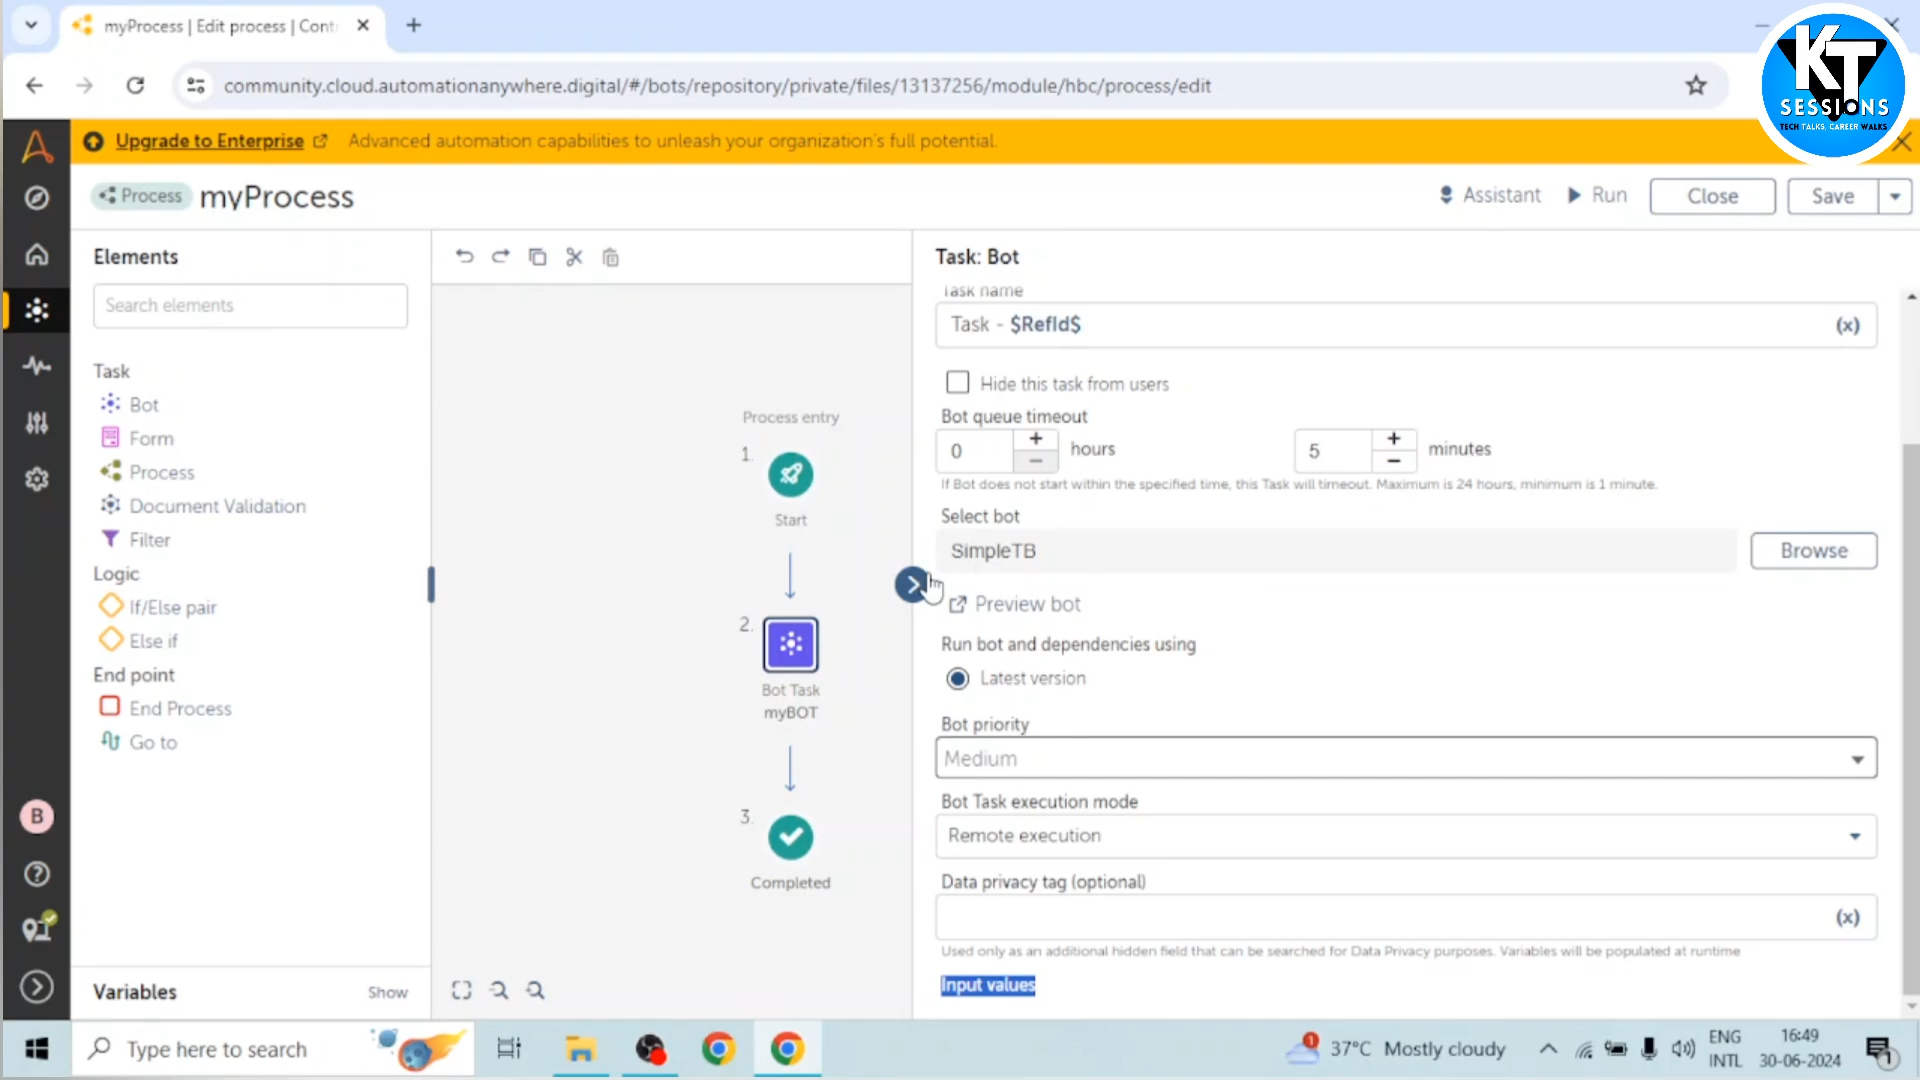 myProcess | Edit process | Cont
community.cloud.automationanywhere.digital/#/bots/repository/private/files/13137256/module/hbc/process/edit
KT
SESSIONS
TECH TALKS, CAREER WALKS
Upgrade to Enterprise
Advanced automation capabilities to unleash your organization's full potential.
Process
myProcess
Assistant
Run
Close
Save
Elements
Search elements
Task
Bot
Form
Process
Document Validation
Filter
Logic
If/Else pair
Else if
End point
End Process
Go to
Variables
Show
Process entry
1.
Start
2.
Bot Task
myBOT
3.
Completed
Task: Bot
Task name
Task - $RefId$
(x)
Hide this task from users
Bot queue timeout
0
+
−
hours
5
+
−
minutes
If Bot does not start within the specified time, this Task will timeout. Maximum is 24 hours, minimum is 1 minute.
Select bot
SimpleTB
Browse
Preview bot
Run bot and dependencies using
Latest version
Bot priority
Medium
Bot Task execution mode
Remote execution
Data privacy tag (optional)
(x)
Used only as an additional hidden field that can be searched for Data Privacy purposes. Variables will be populated at runtime
Input values
B
Type here to search
1
37°C Mostly cloudy
ENG
INTL
16:49
30-06-2024
1